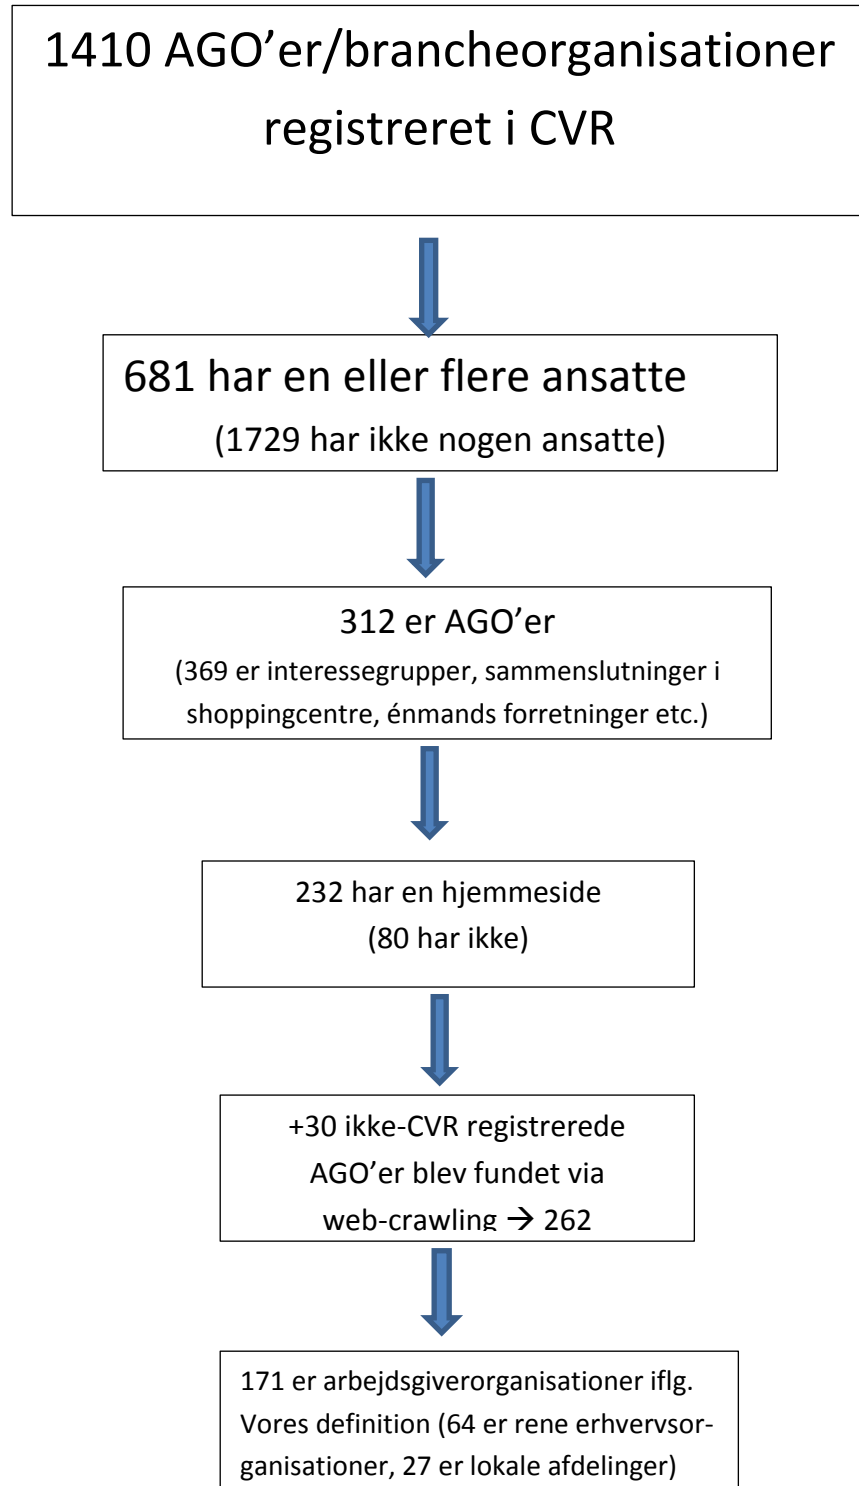 1410 AGO’er/brancheorganisationer
registreret i CVR
681 har en eller flere ansatte
(1729 har ikke nogen ansatte)
312 er AGO’er
(369 er interessegrupper, sammenslutninger i
shoppingcentre, énmands forretninger etc.)
232 har en hjemmeside
(80 har ikke)
+30 ikke-CVR registrerede
AGO’er blev fundet via
web-crawling → 262
171 er arbejdsgiverorganisationer iflg.
Vores definition (64 er rene erhvervsor-
ganisationer, 27 er lokale afdelinger)